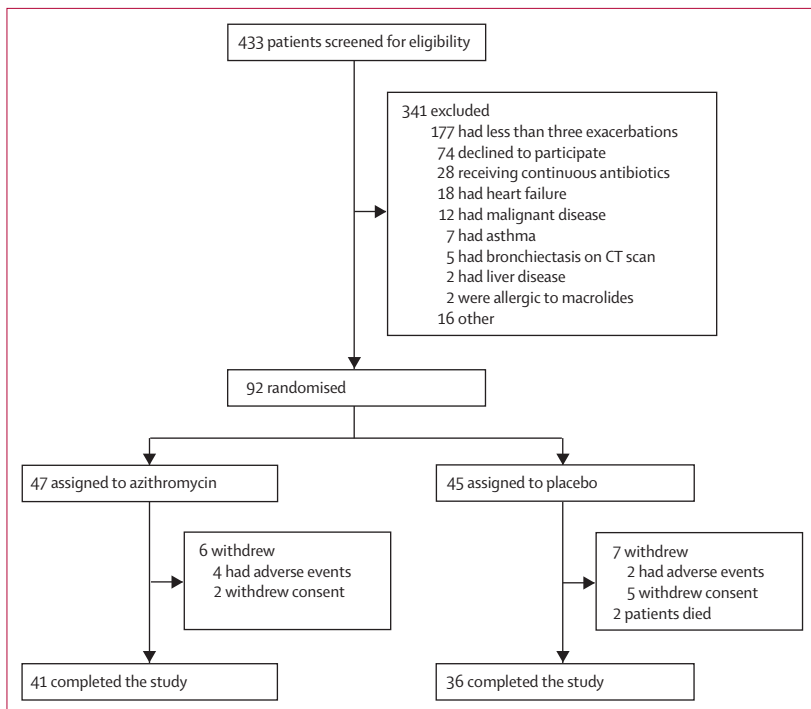 433 patients screened for eligibility
341 excluded
177 had less than three exacerbations
74 declined to participate
28 receiving continuous antibiotics
18 had heart failure
12 had malignant disease
7 had asthma
5 had bronchiectasis on CT scan
2 had liver disease
2 were allergic to macrolides
16 other
92 randomised
47 assigned to azithromycin
45 assigned to placebo
6 withdrew
4 had adverse events
2 withdrew consent
7 withdrew
2 had adverse events
5 withdrew consent
2 patients died
41 completed the study
36 completed the study